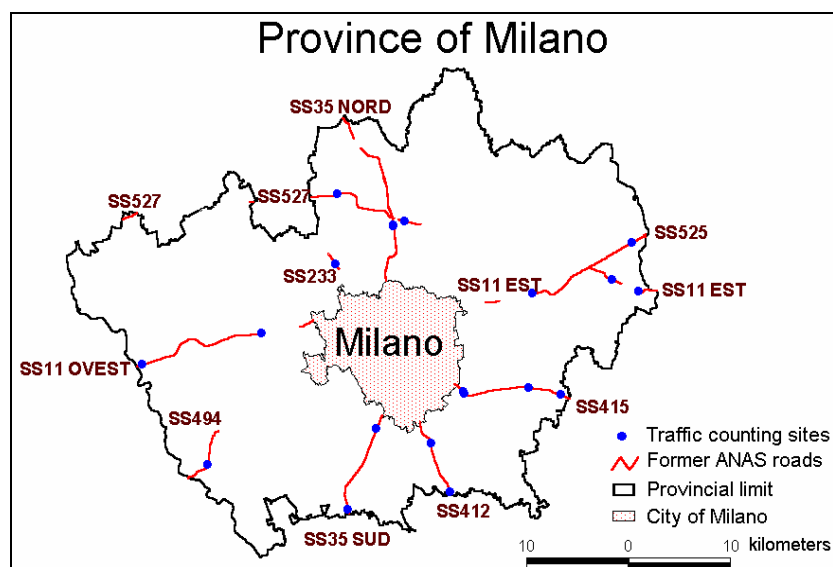 Province of Milano
SS35 NORD
SS527
SS527
SS525
SS233
SS11 EST
SS11 EST
Milano
SS11 OVEST
SS494
SS415
SS412
SS35 SUD
Traffic counting sites
Former ANAS roads
Provincial limit
City of Milano
10 0 10 kilometers